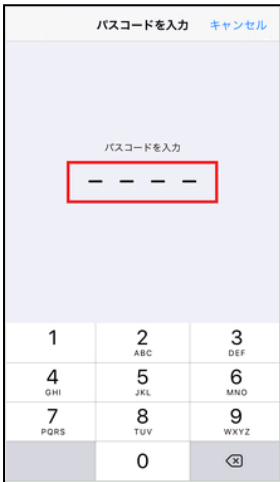 パスコードを入力 キャンセル
パスコードを入力
1 2 3
ABC DEF
4 5 6
GHI JKL MNO
7 8 9
PQRS TUV WXYZ
0